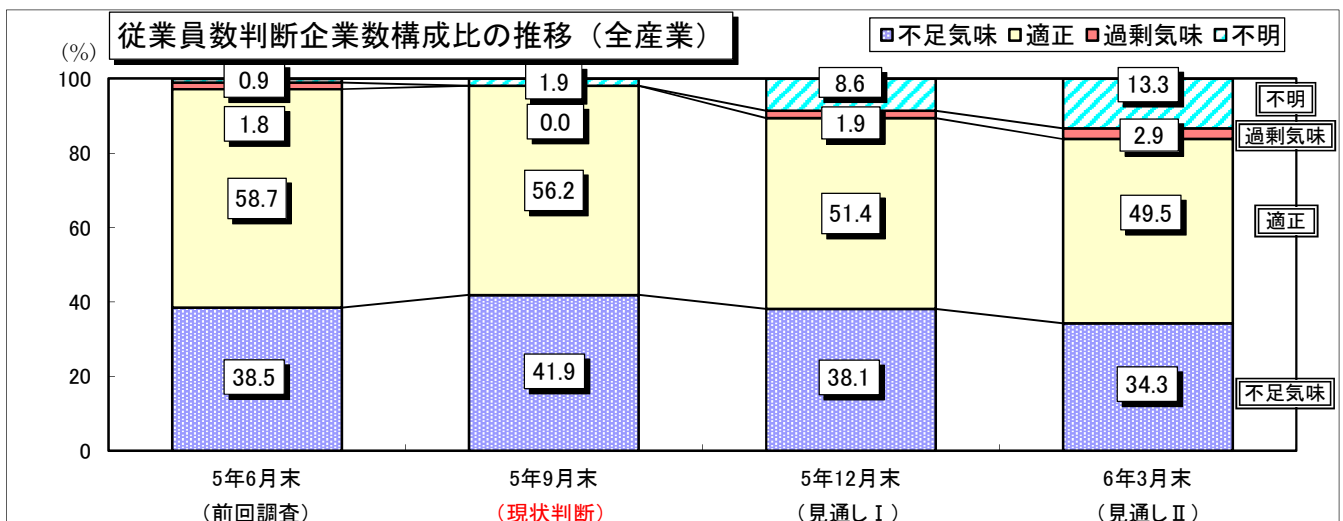 従業員数判断企業数構成比の推移（全産業）
不足気味 適正 過剰気味 不明
(%)
100
80
60
40
20
0
0.9
1.8
58.7
38.5
1.9
0.0
56.2
41.9
8.6
1.9
51.4
38.1
13.3
2.9
49.5
34.3
不明
過剰気味
適正
不足気味
5年6月末 5年9月末 5年12月末 6年3月末
（前回調査） （現状判断） （見通しⅠ） （見通しⅡ）